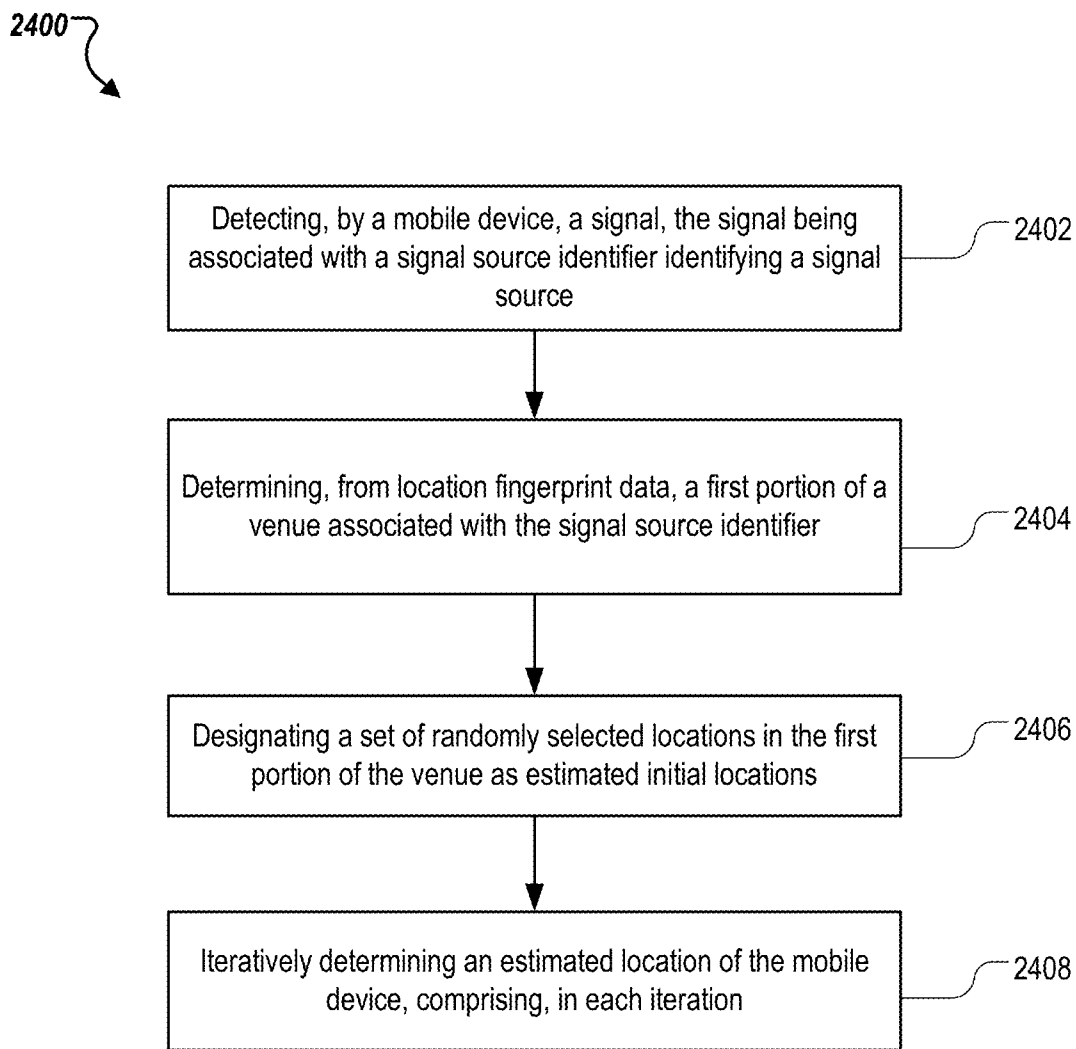 2400
Detecting, by a mobile device, a signal, the signal being
associated with a signal source identifier identifying a signal
source
2402
Determining, from location fingerprint data, a first portion of a
venue associated with the signal source identifier
2404
Designating a set of randomly selected locations in the first
portion of the venue as estimated initial locations
2406
Iteratively determining an estimated location of the mobile
device, comprising, in each iteration
2408